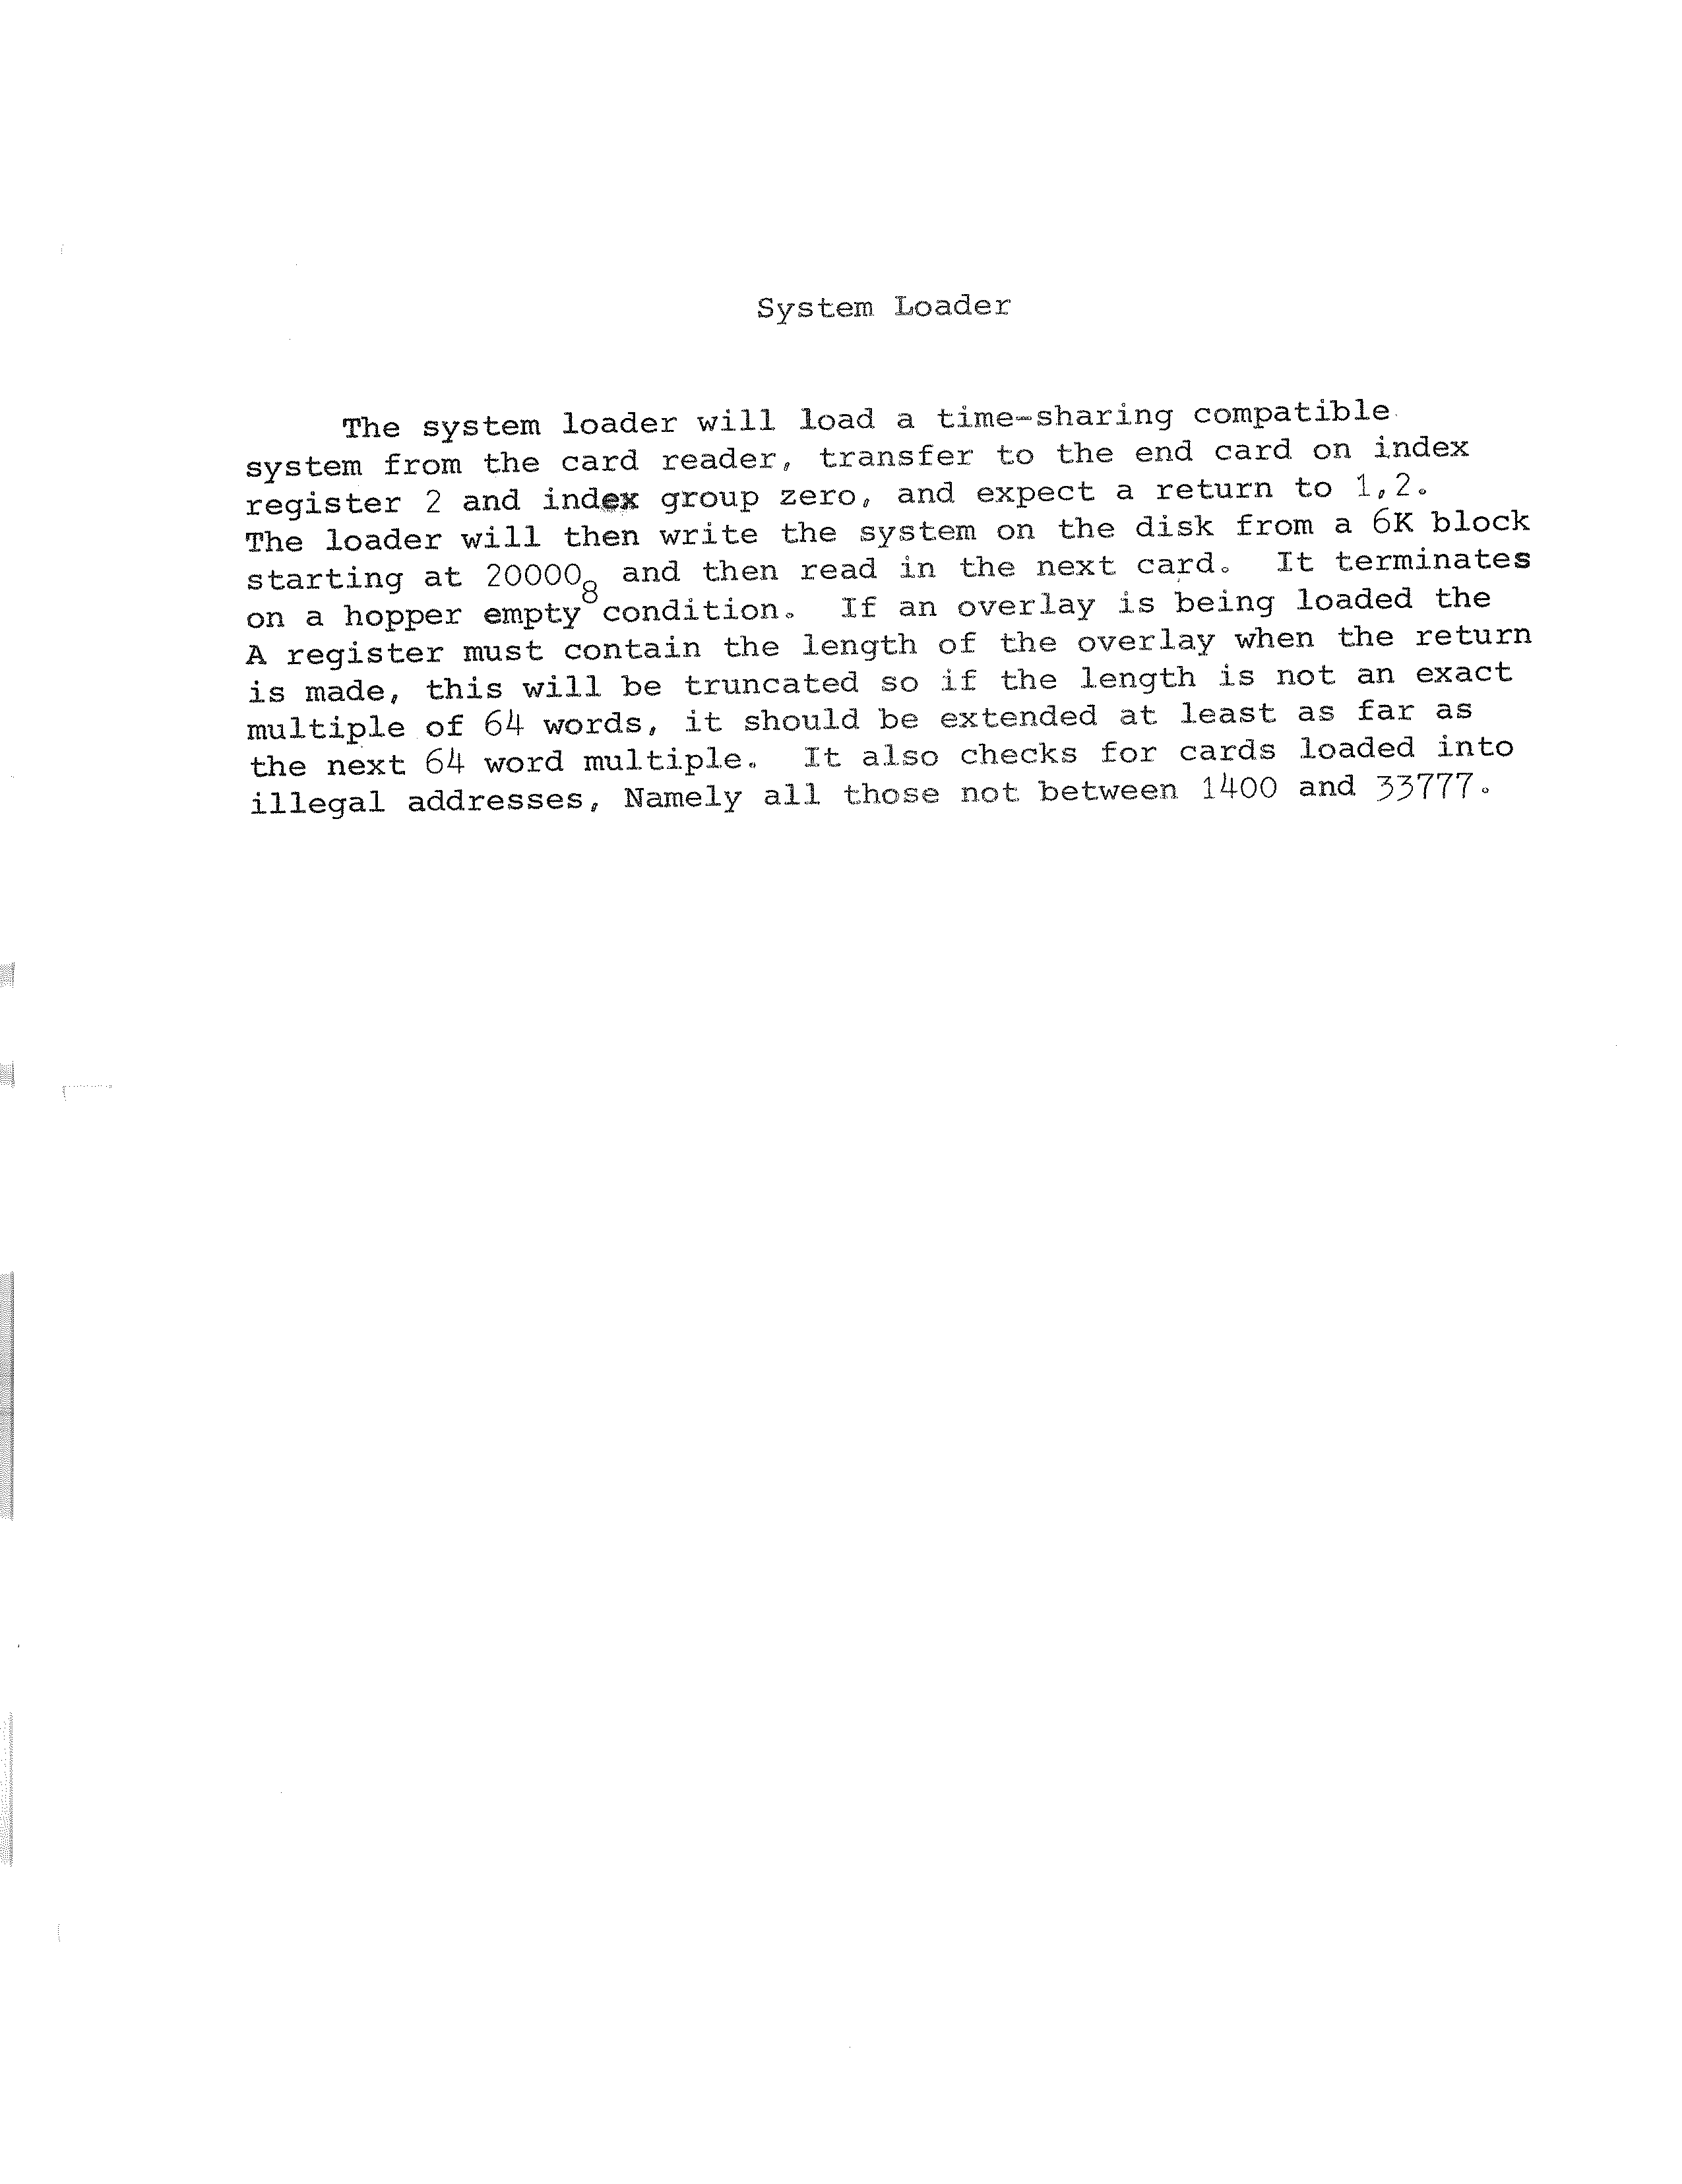 System Loader
The system loader will load a time-sharing compatible
system from the card reader, transfer to the end card on index
register 2 and index group zero, and expect a return to 1,2.
The loader will then write the system on the disk from a 6K block
starting at 20000₈ and then read in the next card.  It terminates
on a hopper empty condition.  If an overlay is being loaded the
A register must contain the length of the overlay when the return
is made, this will be truncated so if the length is not an exact
multiple of 64 words, it should be extended at least as far as
the next 64 word multiple.  It also checks for cards loaded into
illegal addresses, Namely all those not between 1400 and 33777.